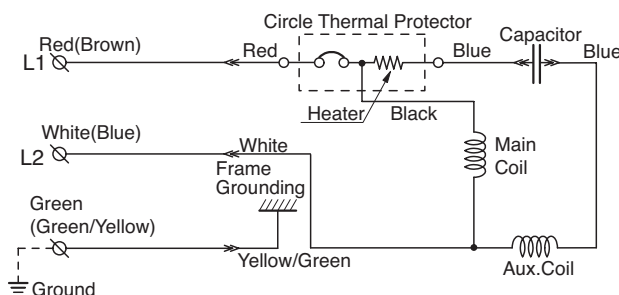 Circle Thermal Protector
Red(Brown)
L1
Red
Blue
Capacitor
Blue
Heater
Black
White(Blue)
L2
White
Main
Coil
Frame
Grounding
Green
(Green/Yellow)
Yellow/Green
Aux.Coil
Ground